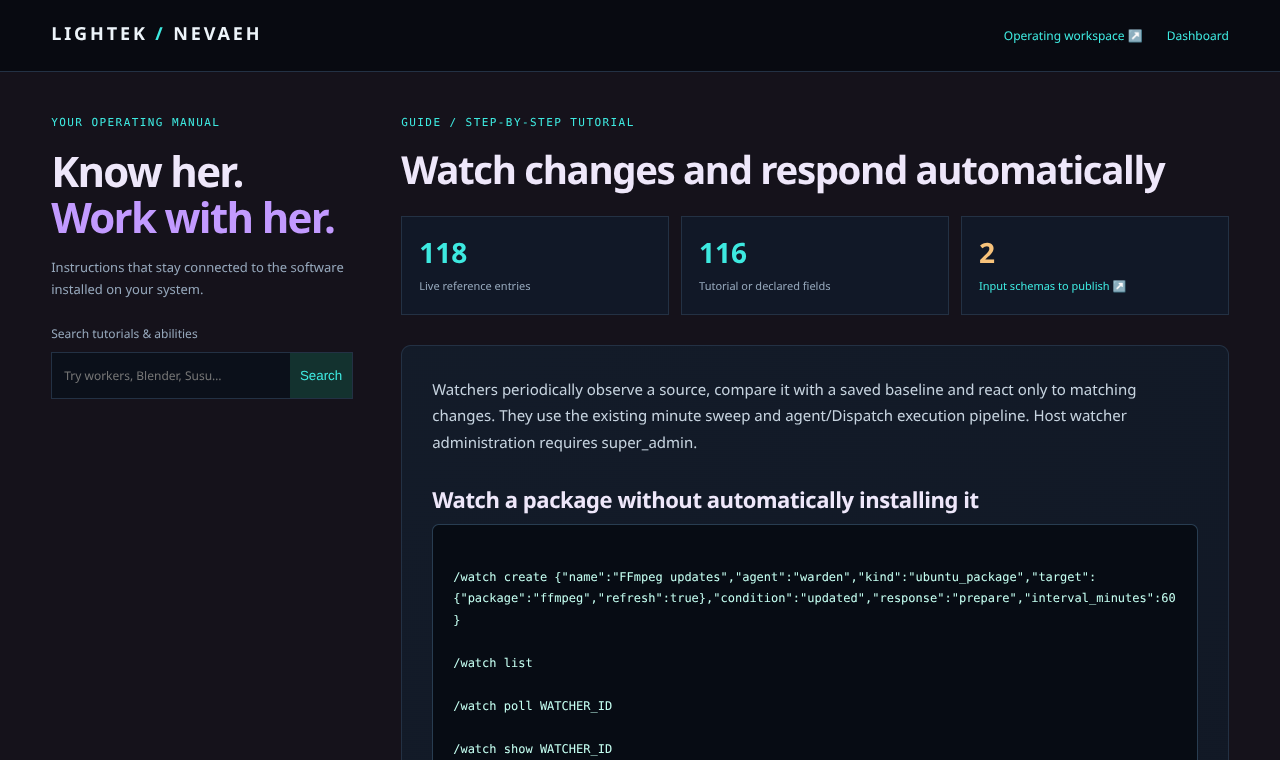 LIGHTEK / NEVAEH
Operating workspace ↗
Dashboard
YOUR OPERATING MANUAL
Know her.
Work with her.
Instructions that stay connected to the software
installed on your system.
Search tutorials & abilities
Try workers, Blender, Susu...
Search
GUIDE / STEP-BY-STEP TUTORIAL
Watch changes and respond automatically
118
Live reference entries
116
Tutorial or declared fields
2
Input schemas to publish ↗
Watchers periodically observe a source, compare it with a saved baseline and react only to matching
changes. They use the existing minute sweep and agent/Dispatch execution pipeline. Host watcher
administration requires super_admin.
Watch a package without automatically installing it
/watch create {"name":"FFmpeg updates","agent":"warden","kind":"ubuntu_package","target":
{"package":"ffmpeg","refresh":true},"condition":"updated","response":"prepare","interval_minutes":60
}
/watch list
/watch poll WATCHER_ID
/watch show WATCHER_ID